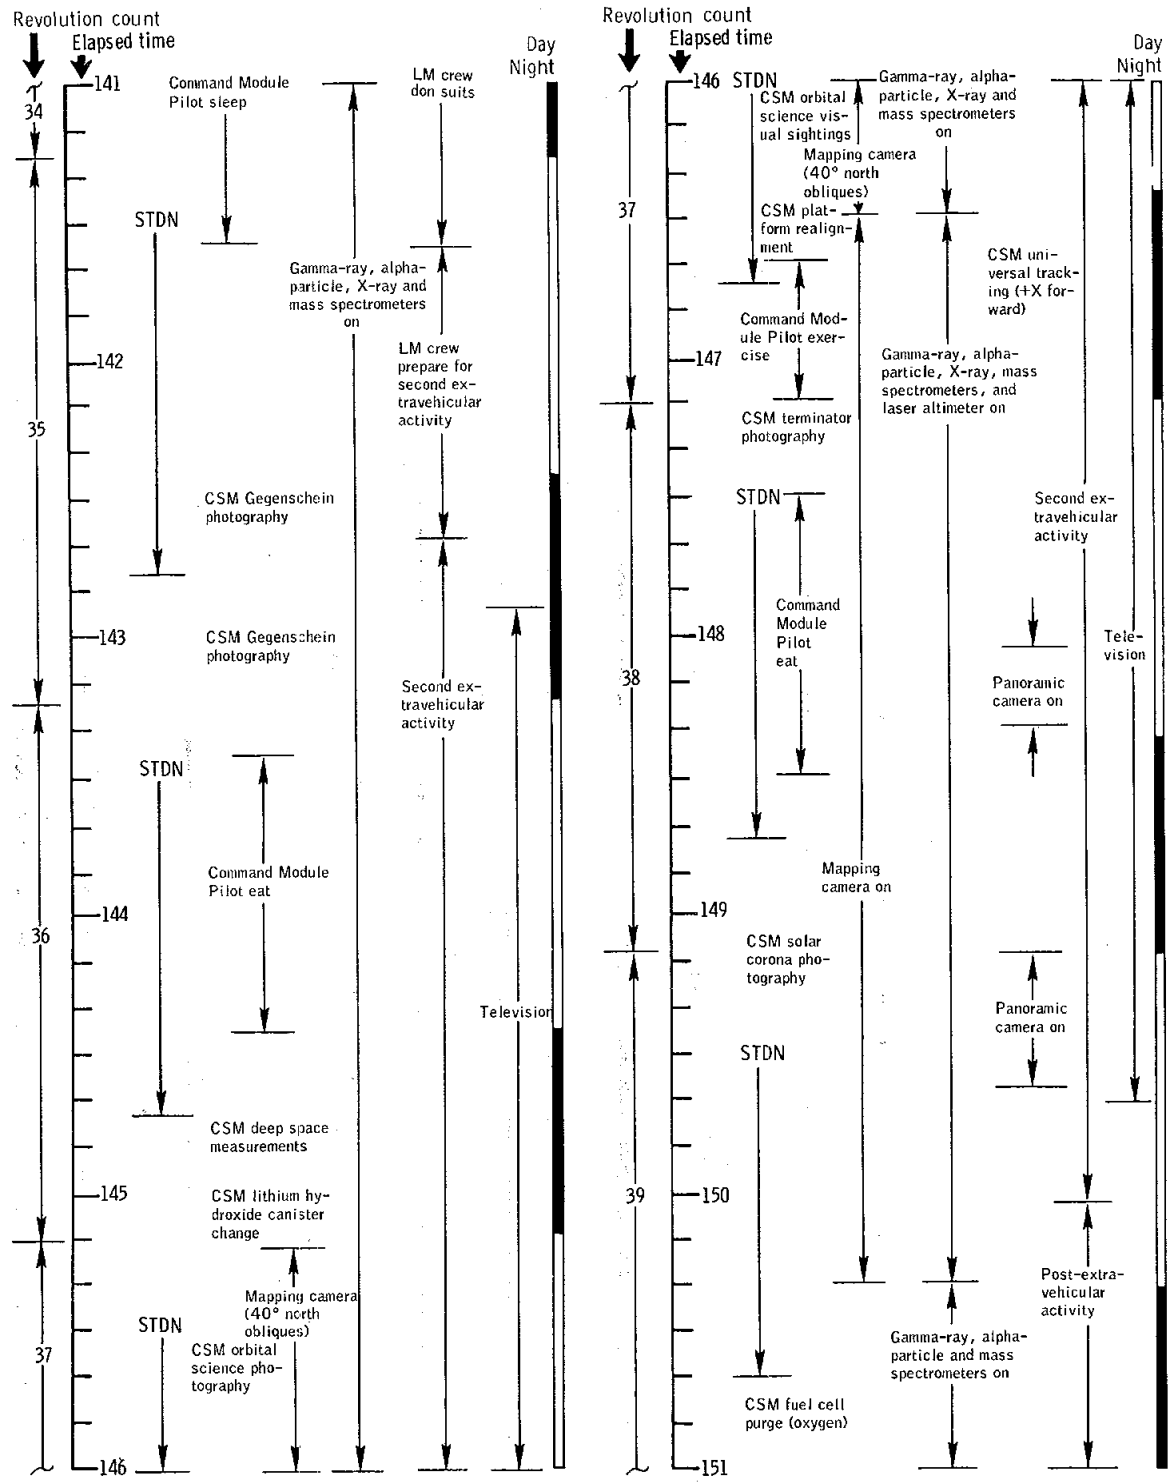 Revolution count
Elapsed time
Day
Night
141
34
Command Module
Pilot sleep
LM crew
don suits
STDN
Gamma-ray, alpha-
particle, X-ray and
mass spectrometers
on
142
LM crew
prepare for
second ex-
travehicular
activity
35
CSM Gegenschein
photography
143
CSM Gegenschein
photography
Second ex-
travehicular
activity
STDN
Command Module
Pilot eat
144
36
Television
CSM deep space
measurements
145
CSM lithium hy-
droxide canister
change
Mapping camera
(40° north
obliques)
STDN
37
CSM orbital
science pho-
tography
146
Revolution count
Elapsed time
Day
Night
146
STDN
CSM orbital
science vis-
ual sightings
Gamma-ray, alpha-
particle, X-ray and
mass spectrometers
on
Mapping camera
(40° north
obliques)
37
CSM plat-
form realign-
ment
CSM uni-
versal track-
ing (+X for-
ward)
Command Mod-
ule Pilot exer-
cise
147
Gamma-ray, alpha-
particle, X-ray, mass
spectrometers, and
laser altimeter on
CSM terminator
photography
STDN
Second ex-
travehicular
activity
Command
Module
Pilot
eat
148
Tele-
vision
38
Panoramic
camera on
Mapping
camera on
149
CSM solar
corona pho-
tography
Panoramic
camera on
STDN
39
150
Post-extra-
vehicular
activity
Gamma-ray, alpha-
particle and mass
spectrometers on
CSM fuel cell
purge (oxygen)
151